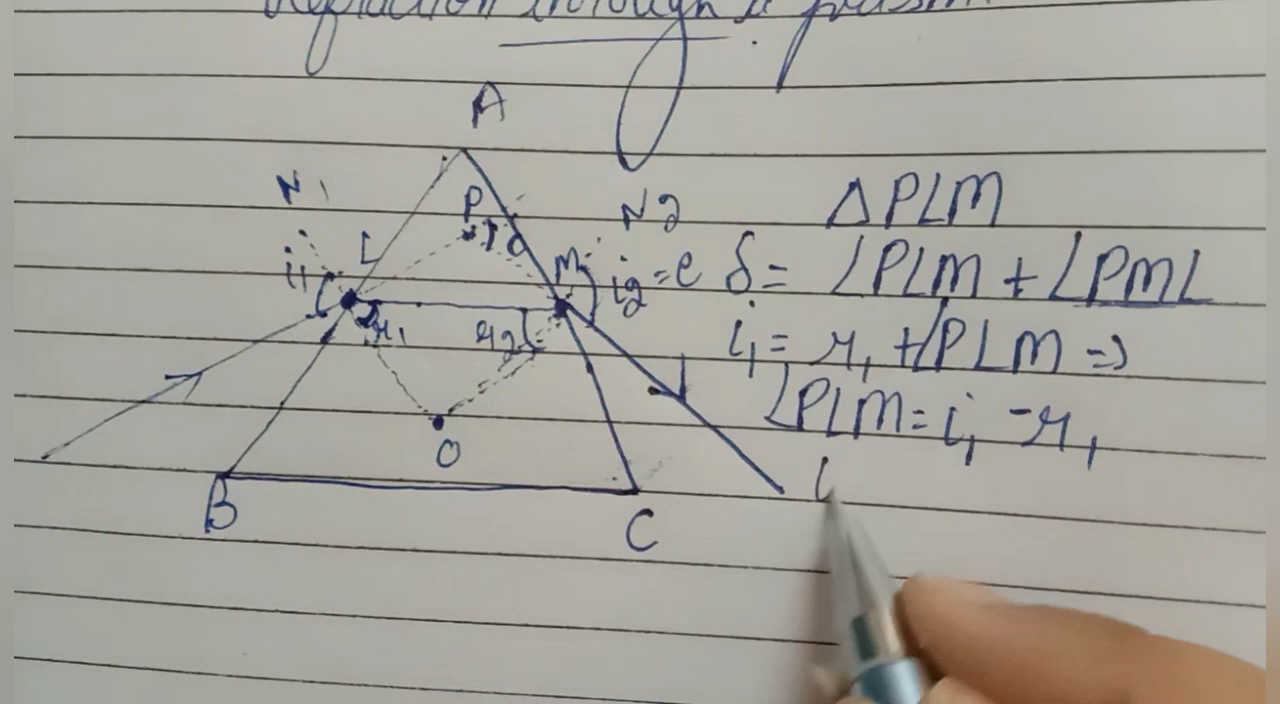 Refraction through a prism.
A
N1
P
N2
ΔPLM
L
δ
M
i1
i2=e
δ= ∠PLM + ∠PML
r1
r2
i1= r1 +∠PLM ⇒
∠PLM= i1 -r1
O
i
B
C